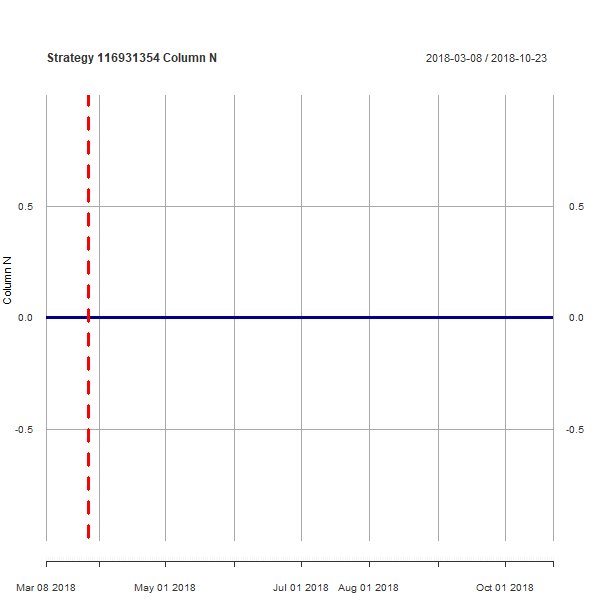 Strategy 116931354 Column N
2018-03-08 / 2018-10-23
0.5
0.5
Column N
0.0
0.0
-0.5
-0.5
Mar 08 2018
May 01 2018
Jul 01 2018
Aug 01 2018
Oct 01 2018